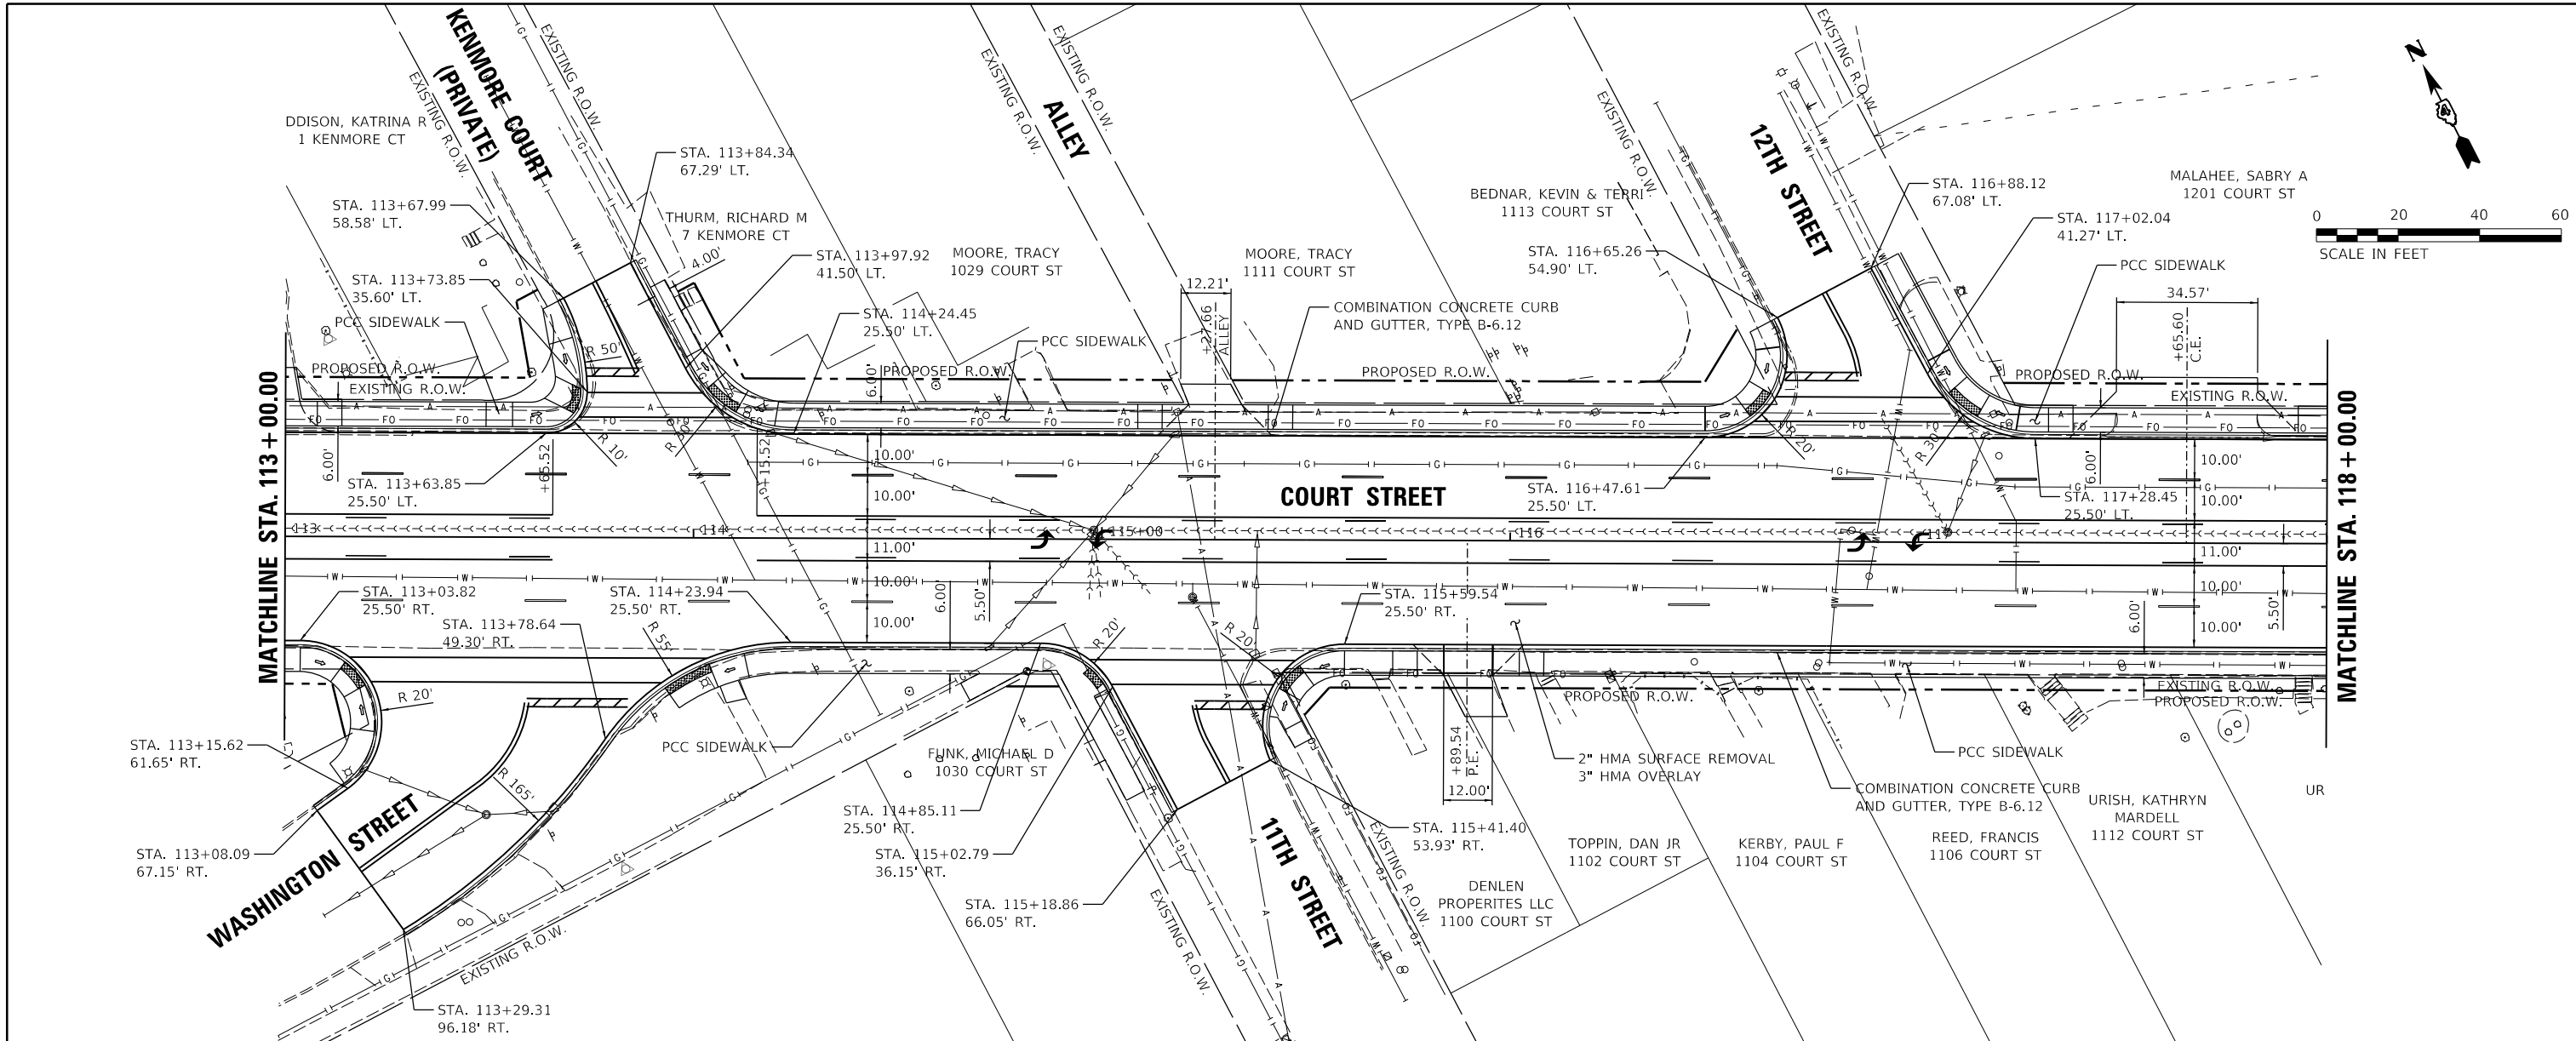 KENMORE COURT
(PRIVATE)
EXISTING R.O.W.
EXISTING R.O.W.
EXISTING R.O.W.
EXISTING R.O.W.
ALLEY
EXISTING R.O.W.
12TH STREET
EXISTING R.O.W.
N
DDISON, KATRINA R
1 KENMORE CT
STA. 113+84.34
67.29' LT.
STA. 113+67.99
58.58' LT.
THURM, RICHARD M
7 KENMORE CT
4.00'
STA. 113+73.85
35.60' LT.
STA. 113+97.92
41.50' LT.
MOORE, TRACY
1029 COURT ST
MOORE, TRACY
1111 COURT ST
BEDNAR, KEVIN & TERRI
1113 COURT ST
STA. 116+65.26
54.90' LT.
STA. 116+88.12
67.08' LT.
STA. 117+02.04
41.27' LT.
MALAHEE, SABRY A
1201 COURT ST
0 20 40 60
SCALE IN FEET
PCC SIDEWALK
34.57'
+65.60
C.E.
12.21'
+27.66
ALLEY
COMBINATION CONCRETE CURB
AND GUTTER, TYPE B-6.12
STA. 114+24.45
25.50' LT.
PCC SIDEWALK
PCC SIDEWALK
R 50'
PROPOSED R.O.W.
EXISTING R.O.W.
PROPOSED R.O.W.
PROPOSED R.O.W.
PROPOSED R.O.W.
EXISTING R.O.W.
6.00'
R 10'
R 50'
6.00'
R 20'
R 30'
6.00'
MATCHLINE STA. 113+00.00
MATCHLINE STA. 118+00.00
STA. 113+63.85
25.50' LT.
+65.52
+15.52
10.00'
10.00'
11.00'
10.00'
10.00'
COURT STREET
STA. 116+47.61
25.50' LT.
STA. 117+28.45
25.50' LT.
10.00'
10.00'
11.00'
10.00'
10.00'
113
114
115+00
116
117
STA. 113+03.82
25.50' RT.
STA. 114+23.94
25.50' RT.
6.00'
5.50'
STA. 115+59.54
25.50' RT.
6.00'
5.50'
STA. 113+78.64
49.30' RT.
R 55'
R 20'
R 20'
R 20'
PROPOSED R.O.W.
EXISTING R.O.W.
PROPOSED R.O.W.
STA. 113+15.62
61.65' RT.
PCC SIDEWALK
FUNK, MICHAEL D
1030 COURT ST
+89.54
P.E.
12.00'
2" HMA SURFACE REMOVAL
3" HMA OVERLAY
PCC SIDEWALK
COMBINATION CONCRETE CURB
AND GUTTER, TYPE B-6.12
R 165'
STA. 114+85.11
25.50' RT.
STA. 115+02.79
36.15' RT.
STA. 115+41.40
53.93' RT.
TOPPIN, DAN JR
1102 COURT ST
KERBY, PAUL F
1104 COURT ST
REED, FRANCIS
1106 COURT ST
URISH, KATHRYN
MARDELL
1112 COURT ST
UR
STA. 113+08.09
67.15' RT.
WASHINGTON STREET
STA. 115+18.86
66.05' RT.
11TH STREET
EXISTING R.O.W.
EXISTING R.O.W.
DENLEN
PROPERITES LLC
1100 COURT ST
EXISTING R.O.W.
STA. 113+29.31
96.18' RT.